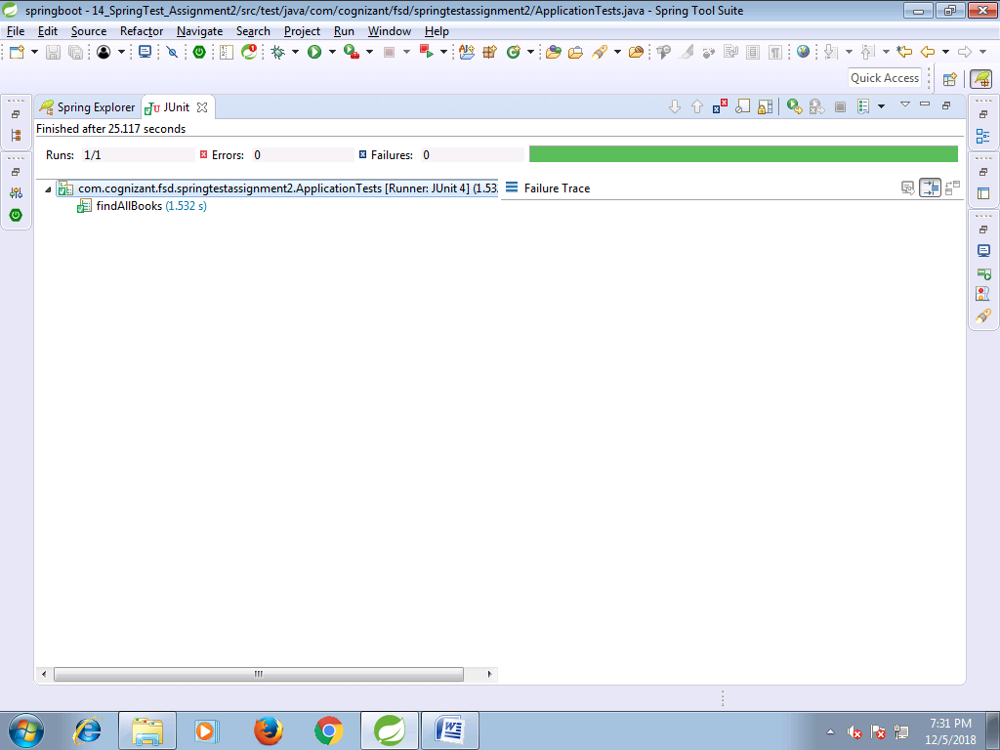 springboot - 14_SpringTest_Assignment2/src/test/java/com/cognizant/fsd/springtestassignment2/ApplicationTests.java - Spring Tool Suite
File Edit Source Refactor Navigate Search Project Run Window Help
Quick Access
Spring Explorer JUnit
Finished after 25.117 seconds
Runs: 1/1 Errors: 0 Failures: 0
com.cognizant.fsd.springtestassignment2.ApplicationTests [Runner: JUnit 4] (1.53 Failure Trace
findAllBooks (1.532 s)
7:31 PM
12/5/2018